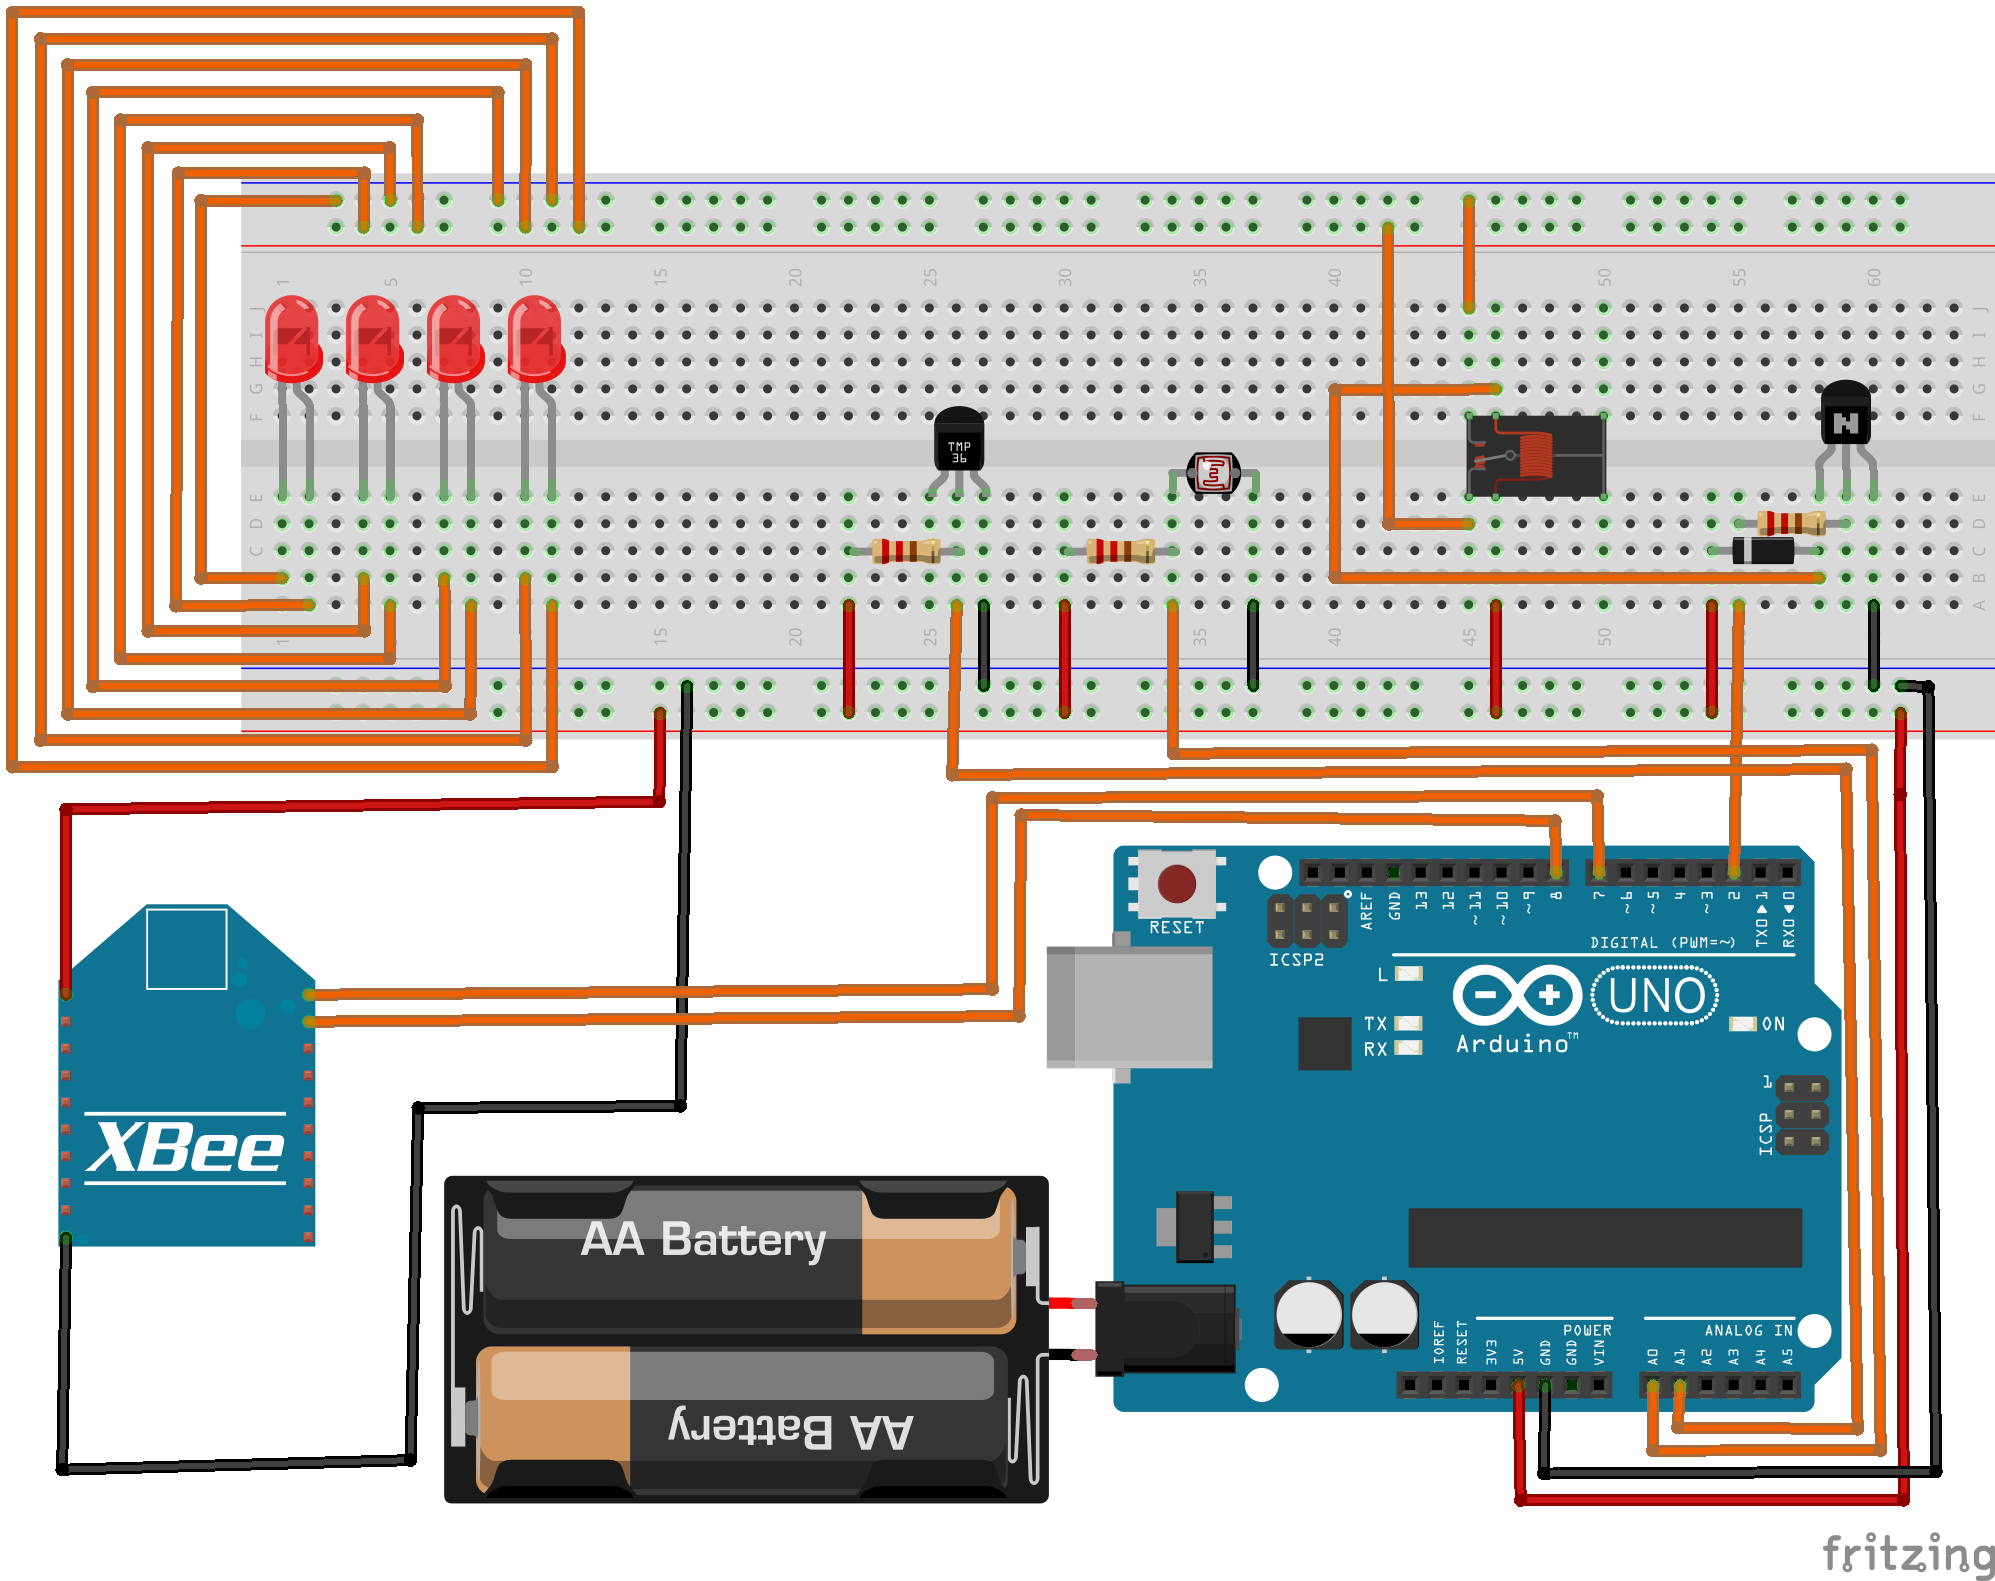 1 5 10 15 20 25 30 35 40 45 50 55 60
J J
I I
H H
G G
F F
TMP
36
N
E E
D D
C C
B B
A A
1 15 20 25 30 35 40 45 50
RESET
ICSP2
AREF
GND
13
12
~11
~10
~9
8
7
~6
~5
4
~3
2
TX0▶1
RX0◀0
DIGITAL (PWM=~)
L
TX
RX
UNO
Arduino™
ON
1
ICSP
XBee
AA Battery
AA Battery
POWER
ANALOG IN
IOREF
RESET
3V3
5V
GND
GND
VIN
A0
A1
A2
A3
A4
A5
fritzing